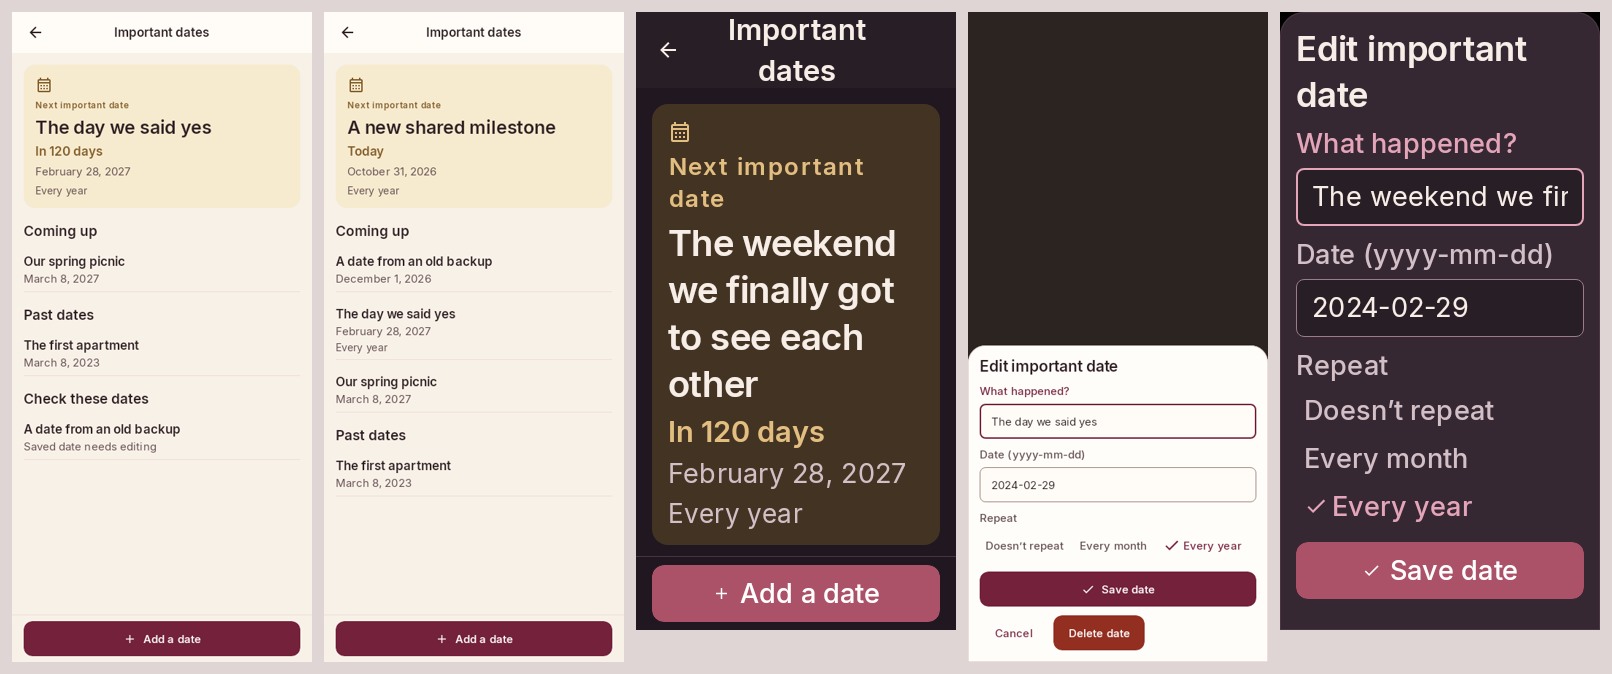 Important dates
Next important date
The day we said yes
In 120 days
February 28, 2027
Every year
Coming up
Our spring picnic
March 8, 2027
Past dates
The first apartment
March 8, 2023
Check these dates
A date from an old backup
Saved date needs editing
+ Add a date
Important dates
Next important date
A new shared milestone
Today
October 31, 2026
Every year
Coming up
A date from an old backup
December 1, 2026
The day we said yes
February 28, 2027
Every year
Our spring picnic
March 8, 2027
Past dates
The first apartment
March 8, 2023
+ Add a date
Important
dates
Next important
date
The weekend
we finally got
to see each
other
In 120 days
February 28, 2027
Every year
+ Add a date
Edit important date
What happened?
The day we said yes
Date (yyyy-mm-dd)
2024-02-29
Repeat
Doesn’t repeat Every month Every year
Save date
Cancel Delete date
Edit important
date
What happened?
The weekend we fir
Date (yyyy-mm-dd)
2024-02-29
Repeat
Doesn’t repeat
Every month
Every year
Save date